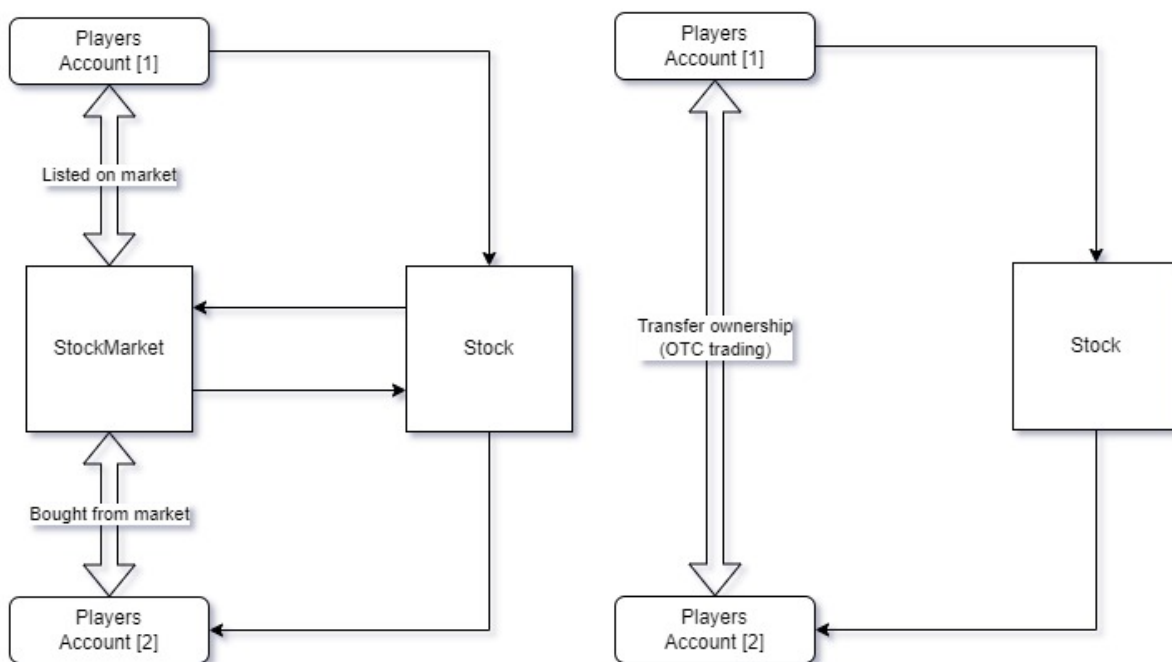 Players
Account [1]
Listed on market
StockMarket
Stock
Bought from market
Players
Account [2]
Players
Account [1]
Transfer ownership
(OTC trading)
Stock
Players
Account [2]